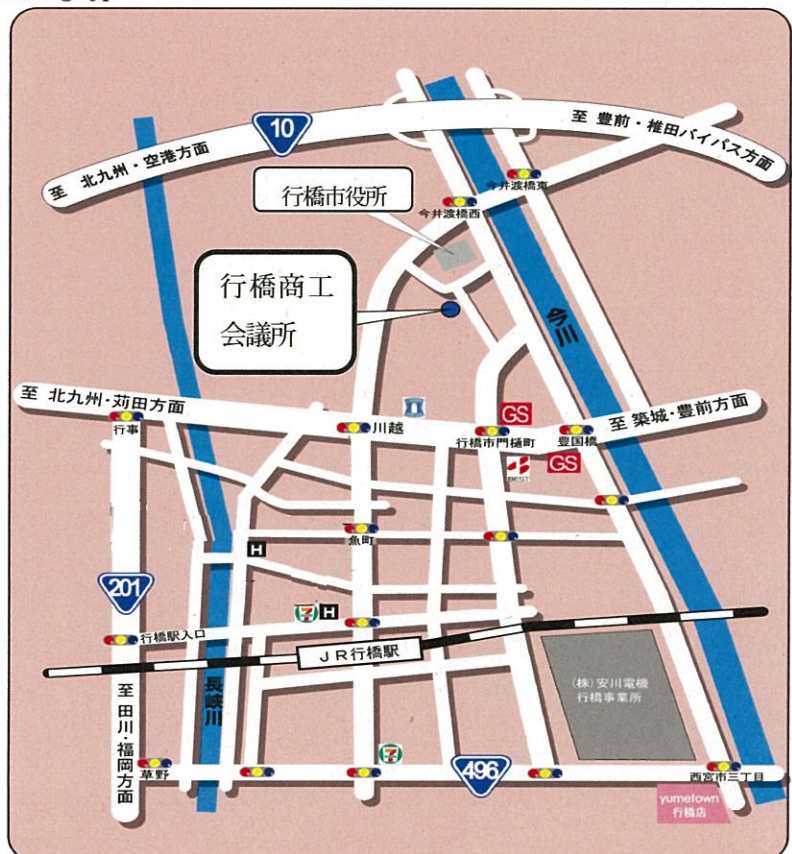 10
至 北九州・空港方面
至 豊前・椎田バイパス方面
行橋市役所
今井渡橋西
今井渡橋東
行橋商工
会議所
今川
至 北九州・苅田方面
行事
川越
GS
行橋市門樋町
豊国橋
至 築城・豊前方面
BEST
GS
魚町
H
201
7
H
行橋駅入口
JR行橋駅
長峡川
(株)安川電機
行橋事業所
至 田川・福岡方面
草野
7
496
西宮市三丁目
yumetown
行橋店